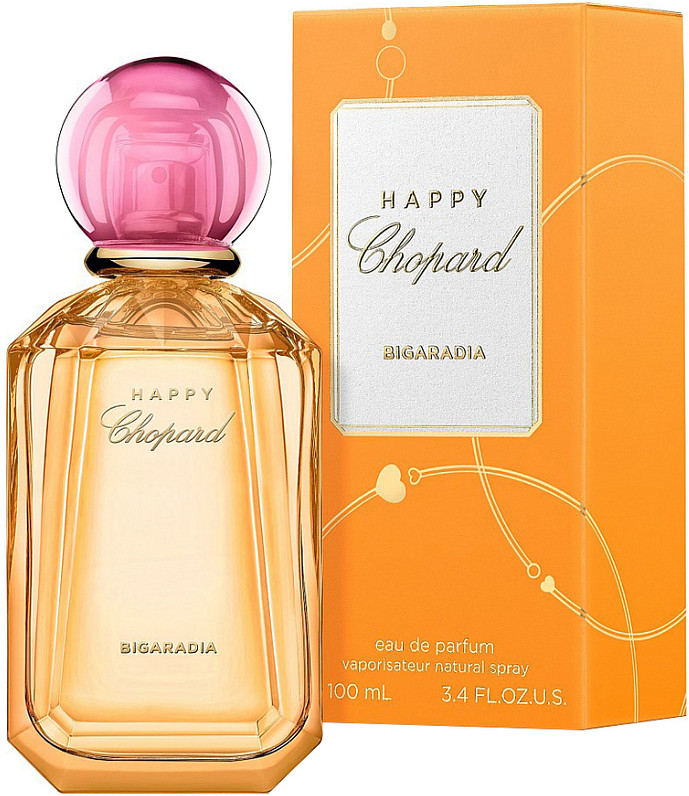 HAPPY
Chopard
BIGARADIA
HAPPY
Chopard
BIGARADIA
eau de parfum
vaporisateur natural spray
100 mL 3.4 FL.OZ.U.S.